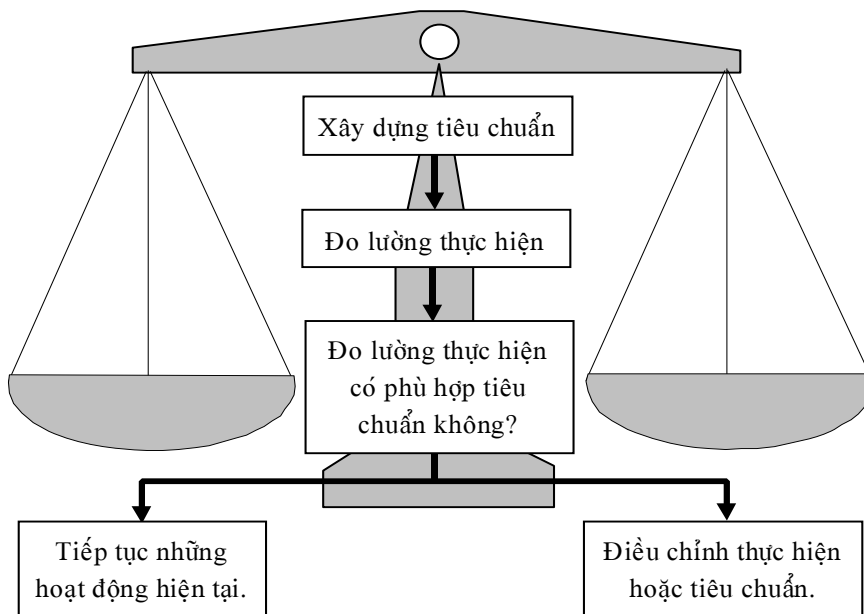 Xây dựng tiêu chuẩn
Đo lường thực hiện
Đo lường thực hiện
có phù hợp tiêu
chuẩn không?
Tiếp tục những
hoạt động hiện tại.
Điều chỉnh thực hiện
hoặc tiêu chuẩn.